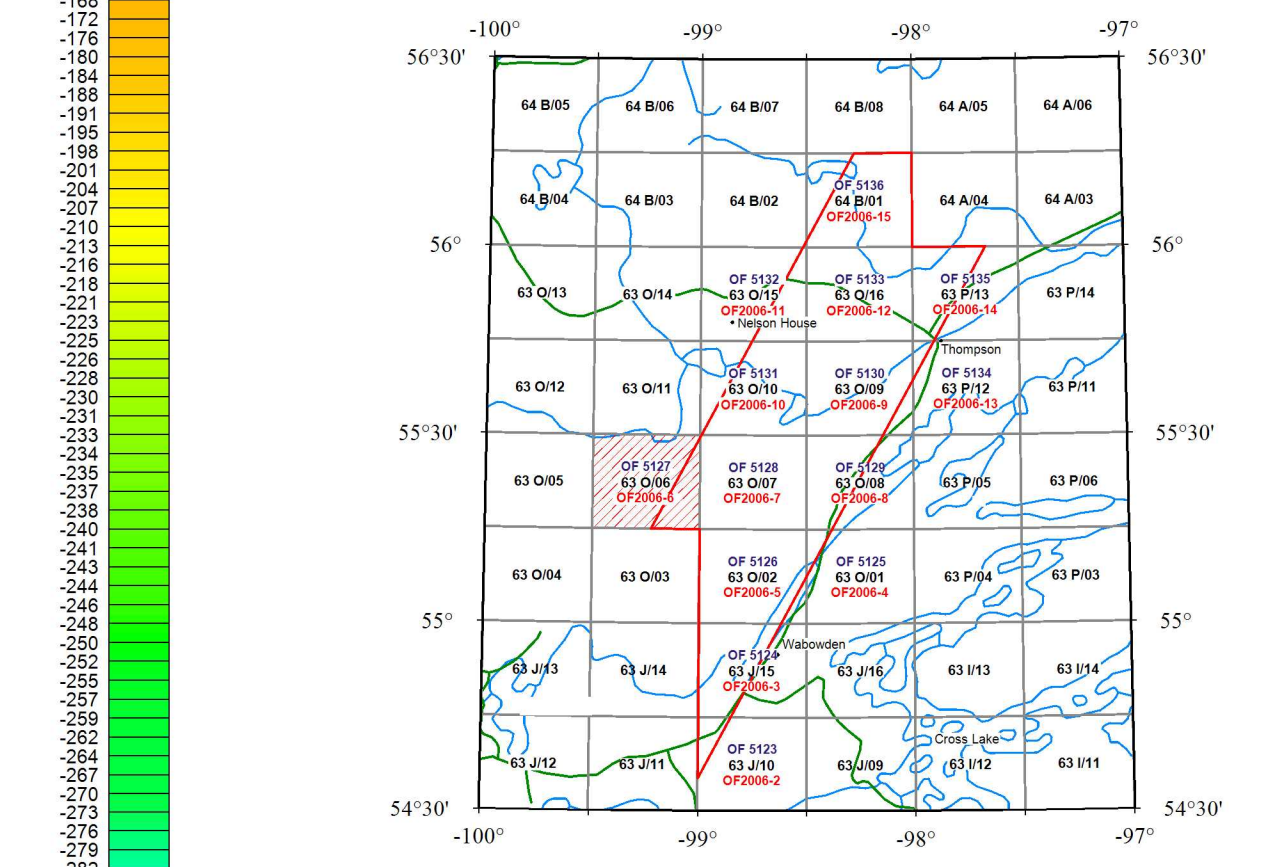 -168
-172
-176
-180
-184
-188
-191
-195
-198
-201
-204
-207
-210
-213
-216
-218
-221
-223
-225
-226
-228
-230
-231
-233
-234
-235
-237
-238
-240
-241
-243
-244
-246
-248
-250
-252
-255
-257
-259
-262
-264
-267
-270
-273
-276
-279
-282
-100° -99° -98° -97°
56°30' 56°30'
64 B/05 64 B/06 64 B/07 64 B/08 64 A/05 64 A/06
OF 5136
64 B/04 64 B/03 64 B/02 64 B/01 64 A/04 64 A/03
OF2006-15
56° 56°
OF 5132 OF 5133 OF 5135
63 O/13 63 O/14 63 O/15 63 O/16 63 P/13 63 P/14
OF2006-11 OF2006-12 OF2006-14
Nelson House
Thompson
OF 5131 OF 5130 OF 5134
63 O/12 63 O/11 63 O/10 63 O/09 63 P/12 63 P/11
OF2006-10 OF2006-9 OF2006-13
55°30' 55°30'
OF 5127 OF 5128 OF 5129
63 O/05 63 O/06 63 O/07 63 O/08 63 P/05 63 P/06
OF2006-6 OF2006-7 OF2006-8
OF 5126 OF 5125
63 O/04 63 O/03 63 O/02 63 O/01 63 P/04 63 P/03
OF2006-5 OF2006-4
55° 55°
Wabowden
OF 5124
63 J/13 63 J/14 63 J/15 63 J/16 63 I/13 63 I/14
OF2006-3
Cross Lake
OF 5123
63 J/12 63 J/11 63 J/10 63 J/09 63 I/12 63 I/11
OF2006-2
54°30' 54°30'
-100° -99° -98° -97°